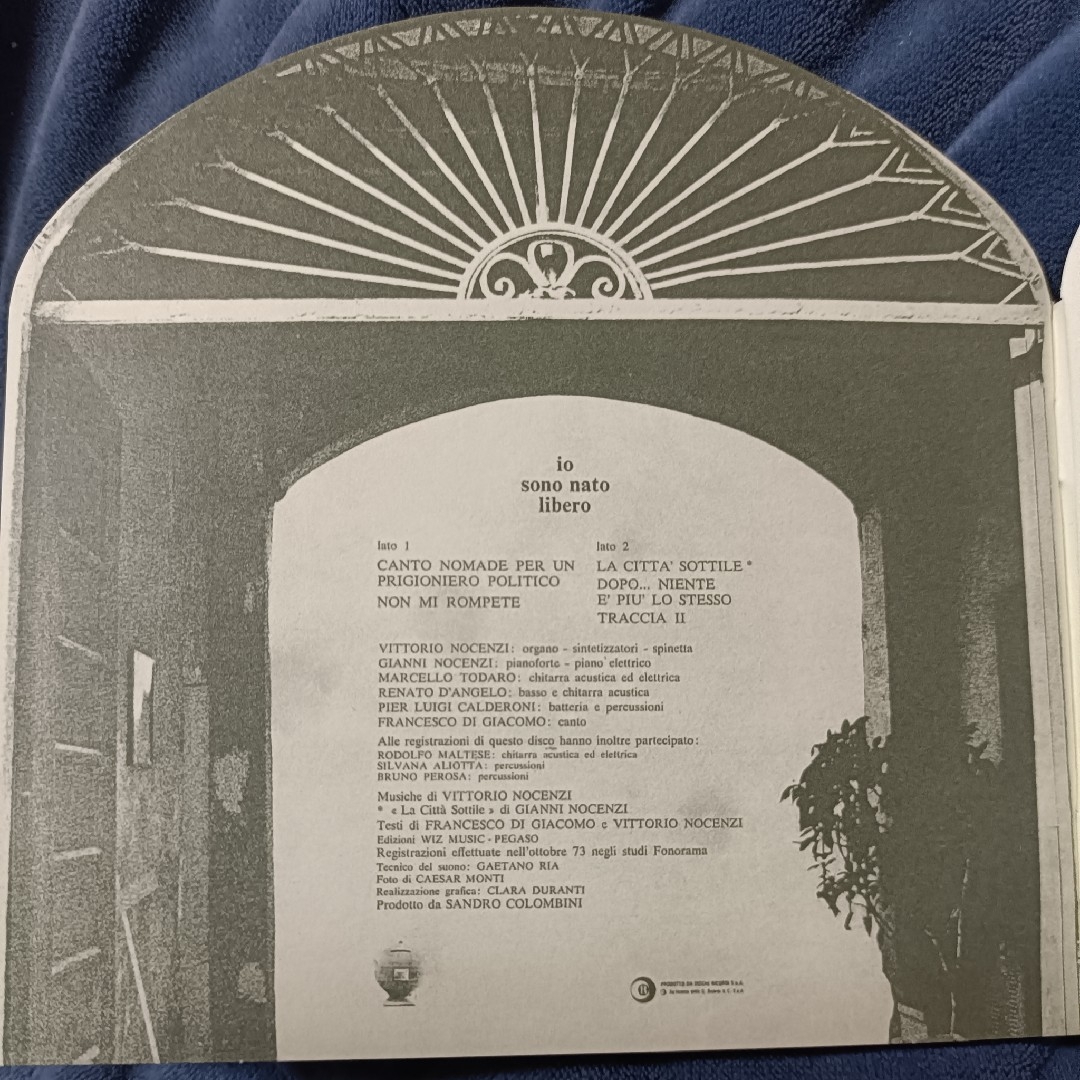 io
sono nato
libero
lato 1
CANTO NOMADE PER UN
PRIGIONIERO POLITICO
NON MI ROMPETE
lato 2
LA CITTA' SOTTILE *
DOPO... NIENTE
E' PIU' LO STESSO
TRACCIA II
VITTORIO NOCENZI: organo - sintetizzatori - spinetta
GIANNI NOCENZI: pianoforte - piano elettrico
MARCELLO TODARO: chitarra acustica ed elettrica
RENATO D'ANGELO: basso e chitarra acustica
PIER LUIGI CALDERONI: batteria e percussioni
FRANCESCO DI GIACOMO: canto
Alle registrazioni di questo disco hanno inoltre partecipato:
RODOLFO MALTESE: chitarra acustica ed elettrica
SILVANA ALIOTTA: percussioni
BRUNO PEROSA: percussioni
Musiche di VITTORIO NOCENZI
* « La Città Sottile » di GIANNI NOCENZI
Testi di FRANCESCO DI GIACOMO e VITTORIO NOCENZI
Edizioni WIZ MUSIC - PEGASO
Registrazioni effettuate nell'ottobre 73 negli studi Fonorama
Tecnico del suono: GAETANO RIA
Foto di CAESAR MONTI
Realizzazione grafica: CLARA DURANTI
Prodotto da SANDRO COLOMBINI
PRODOTTO DA DISCHI RICORDI S.p.A.